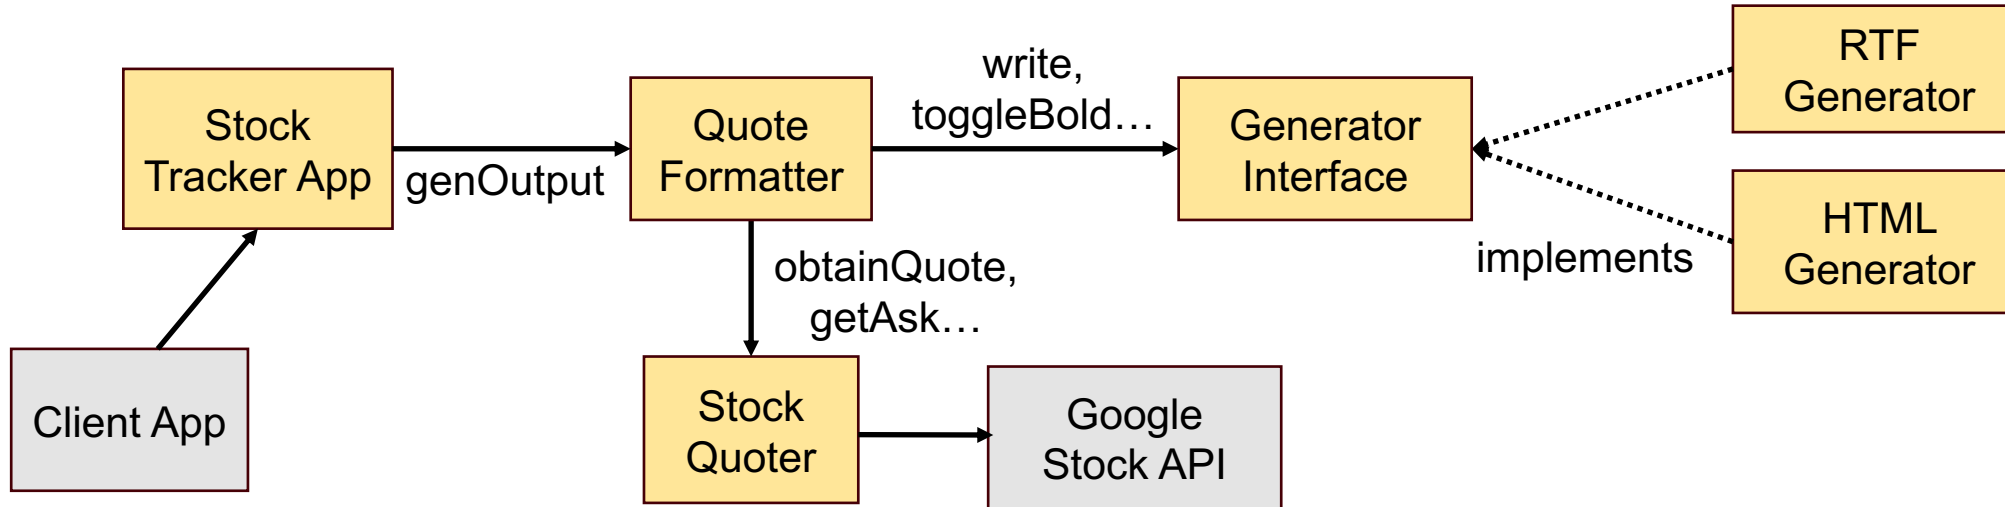 Stock
Tracker App
genOutput
Quote
Formatter
write,
toggleBold…
Generator
Interface
RTF
Generator
HTML
Generator
implements
obtainQuote,
getAsk…
Client App
Stock
Quoter
Google
Stock API